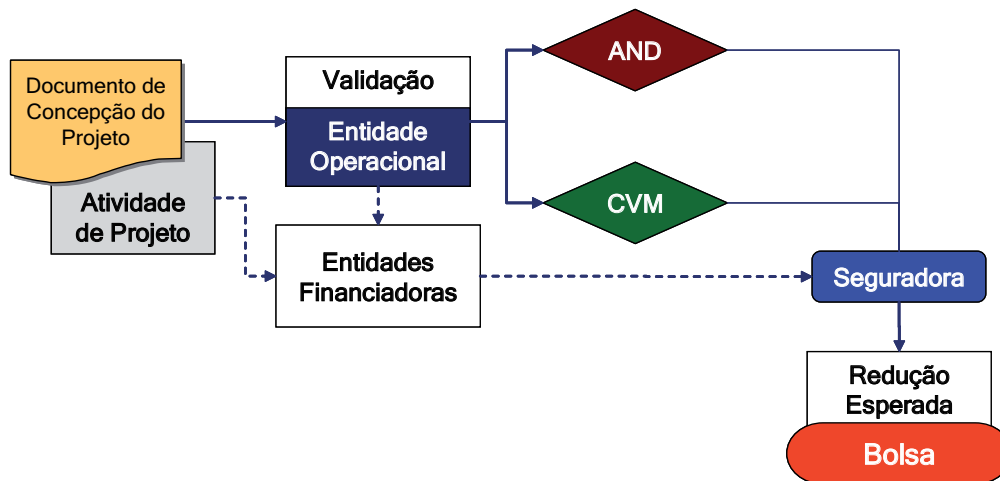 Documento de
Concepção do
Projeto
Atividade
de Projeto
Validação
Entidade
Operacional
Entidades
Financiadoras
AND
CVM
Seguradora
Redução
Esperada
Bolsa